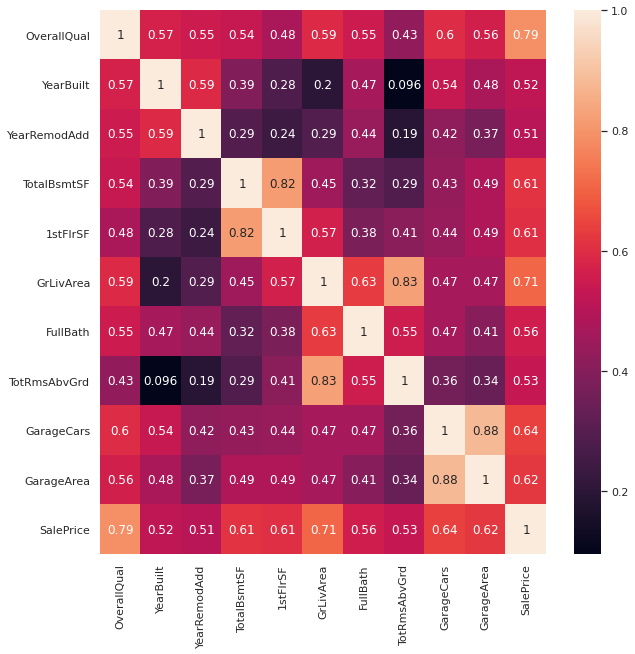 OverallQual 1 0.57 0.55 0.54 0.48 0.59 0.55 0.43 0.6 0.56 0.79
YearBuilt 0.57 1 0.59 0.39 0.28 0.2 0.47 0.096 0.54 0.48 0.52
YearRemodAdd 0.55 0.59 1 0.29 0.24 0.29 0.44 0.19 0.42 0.37 0.51
TotalBsmtSF 0.54 0.39 0.29 1 0.82 0.45 0.32 0.29 0.43 0.49 0.61
1stFlrSF 0.48 0.28 0.24 0.82 1 0.57 0.38 0.41 0.44 0.49 0.61
GrLivArea 0.59 0.2 0.29 0.45 0.57 1 0.63 0.83 0.47 0.47 0.71
FullBath 0.55 0.47 0.44 0.32 0.38 0.63 1 0.55 0.47 0.41 0.56
TotRmsAbvGrd 0.43 0.096 0.19 0.29 0.41 0.83 0.55 1 0.36 0.34 0.53
GarageCars 0.6 0.54 0.42 0.43 0.44 0.47 0.47 0.36 1 0.88 0.64
GarageArea 0.56 0.48 0.37 0.49 0.49 0.47 0.41 0.34 0.88 1 0.62
SalePrice 0.79 0.52 0.51 0.61 0.61 0.71 0.56 0.53 0.64 0.62 1
OverallQual
YearBuilt
YearRemodAdd
TotalBsmtSF
1stFlrSF
GrLivArea
FullBath
TotRmsAbvGrd
GarageCars
GarageArea
SalePrice
1.0
0.8
0.6
0.4
0.2